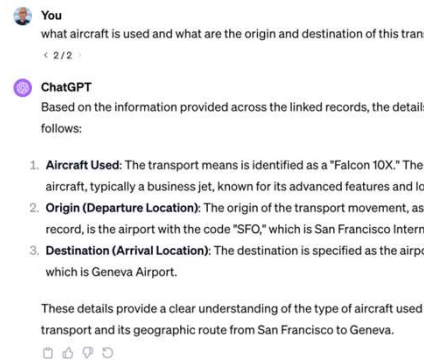 You
what aircraft is used and what are the origin and destination of this
2 / 2
ChatGPT
Based on the information provided across the linked records, the
follows:
1. Aircraft Used: The transport means is identified as a "Falcon 10X." The
aircraft, typically a business jet, known for its advanced features and
2. Origin (Departure Location): The origin of the transport movement, as
record, is the airport with the code "SFO," which is San Francisco
3. Destination (Arrival Location): The destination is specified as the
which is Geneva Airport.
These details provide a clear understanding of the type of aircraft used
transport and its geographic route from San Francisco to Geneva.